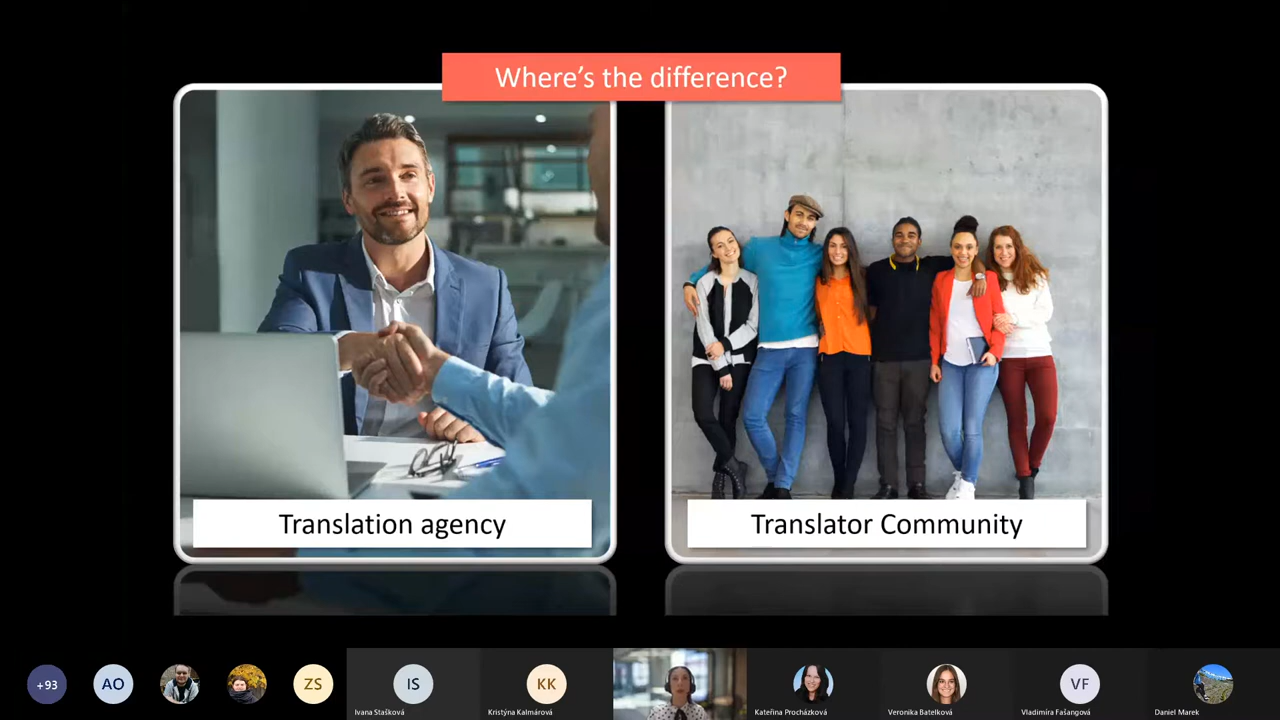 Where's the difference?
Translation agency
Translator Community
+93
AO
ZS
IS
Ivana Stašková
KK
Kristýna Kalmárová
Kateřina Procházková
Veronika Batelková
VF
Vladimíra Fašangová
Daniel Marek